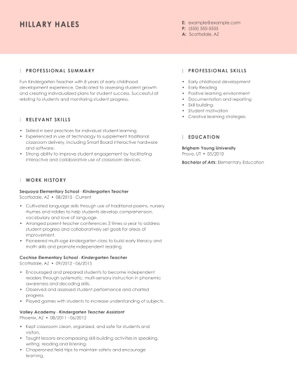 HILLARY HALES
E: example@example.com
P: (555) 555-5555
A: Scottsdale, AZ
PROFESSIONAL SUMMARY
Fun Kindergarten teacher with 8 years of early childhood
development experience. Dedicated to assessing student growth
and creating individualized plans for student success. Successful at
relating to students and monitoring student progress.
RELEVANT SKILLS
Skilled in best practices for individual student learning.
Experienced in use of technology to supplement traditional
classroom delivery, including Smart Board interactive hardware
and software.
Strong ability to improve student engagement by facilitating
interactive and collaborative use of classroom devices.
WORK HISTORY
Sequoya Elementary School - Kindergarten Teacher
Scottsdale, AZ • 08/2015 - Current
Cultivated language skills through use of traditional poems, nursery
rhymes and riddles to help students develop comprehension,
vocabulary and love of language.
Arranged parent-teacher conferences 3 times a year to address
student progress and collaboratively set goals for areas of
improvement.
Pioneered multi-age kindergarten class to build early literacy and
math skills and promote independent reading.
Cochise Elementary School - Kindergarten Teacher
Scottsdale, AZ • 09/2012 - 06/2015
Encouraged and prepared students to become independent
readers through systematic, multi-sensory instruction in phonemic
awareness and decoding skills.
Observed and assessed student performance and charted
progress.
Played games with students to increase understanding of subjects.
Valley Academy - Kindergarten Teacher Assistant
Phoenix, AZ • 08/2011 - 06/2012
Kept classroom clean, organized, and safe for students and
visitors.
Taught lessons encompassing skill-building activities in speaking,
writing, reading and listening.
Chaperoned field trips to maintain safety and encourage
learning.
PROFESSIONAL SKILLS
Early childhood development
Early Reading
Positive learning environment
Documentation and reporting
Skill building
Student motivation
Creative learning strategies
EDUCATION
Brigham Young University
Provo, UT • 05/2010
Bachelor of Arts: Elementary Education